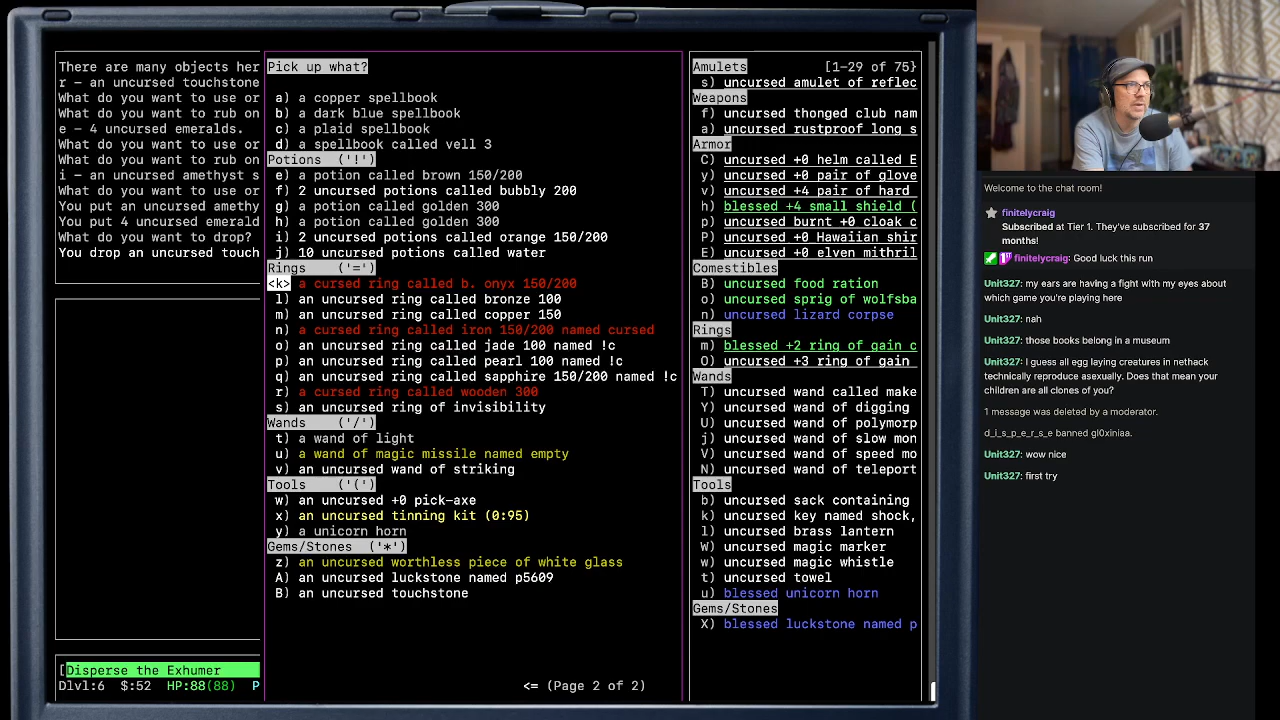 There are many objects her
r - an uncursed touchstone
What do you want to use or
What do you want to rub on
e - 4 uncursed emeralds.
What do you want to use or
What do you want to rub on
i - an uncursed amethyst s
What do you want to use or
You put an uncursed amethy
You put 4 uncursed emerald
What do you want to drop?
You drop an uncursed touch
[Disperse the Exhumer
Dlvl:6 $:52 HP:88(88) P
Pick up what?
a) a copper spellbook
b) a dark blue spellbook
c) a plaid spellbook
d) a spellbook called vell 3
Potions ('!')
e) a potion called brown 150/200
f) 2 uncursed potions called bubbly 200
g) a potion called golden 300
h) a potion called golden 300
i) 2 uncursed potions called orange 150/200
j) 10 uncursed potions called water
Rings ('=')
<k> a cursed ring called b. onyx 150/200
l) an uncursed ring called bronze 100
m) an uncursed ring called copper 150
n) a cursed ring called iron 150/200 named cursed
o) an uncursed ring called jade 100 named !c
p) an uncursed ring called pearl 100 named !c
q) an uncursed ring called sapphire 150/200 named !c
r) a cursed ring called wooden 300
s) an uncursed ring of invisibility
Wands ('/')
t) a wand of light
u) a wand of magic missile named empty
v) an uncursed wand of striking
Tools ('(')
w) an uncursed +0 pick-axe
x) an uncursed tinning kit (0:95)
y) a unicorn horn
Gems/Stones ('*')
z) an uncursed worthless piece of white glass
A) an uncursed luckstone named p5609
B) an uncursed touchstone
<= (Page 2 of 2)
Amulets [1-29 of 75}
s) uncursed amulet of reflec
Weapons
f) uncursed thonged club nam
a) uncursed rustproof long s
Armor
C) uncursed +0 helm called E
y) uncursed +0 pair of glove
v) uncursed +4 pair of hard
h) blessed +4 small shield (
p) uncursed burnt +0 cloak c
P) uncursed +0 Hawaiian shir
E) uncursed +0 elven mithril
Comestibles
B) uncursed food ration
o) uncursed sprig of wolfsba
n) uncursed lizard corpse
Rings
m) blessed +2 ring of gain c
O) uncursed +3 ring of gain
Wands
T) uncursed wand called make
Y) uncursed wand of digging
U) uncursed wand of polymorp
j) uncursed wand of slow mon
V) uncursed wand of speed mo
N) uncursed wand of teleport
Tools
b) uncursed sack containing
k) uncursed key named shock,
l) uncursed brass lantern
W) uncursed magic marker
w) uncursed magic whistle
t) uncursed towel
u) blessed unicorn horn
Gems/Stones
X) blessed luckstone named p
Welcome to the chat room!
finitelycraig
Subscribed at Tier 1. They've subscribed for 37
months!
finitelycraig: Good luck this run
Unit327: my ears are having a fight with my eyes about
which game you're playing here
Unit327: nah
Unit327: those books belong in a museum
Unit327: I guess all egg laying creatures in nethack
technically reproduce asexually. Does that mean your
children are all clones of you?
1 message was deleted by a moderator.
d_i_s_p_e_r_s_e banned gl0xiniaa.
Unit327: wow nice
Unit327: first try